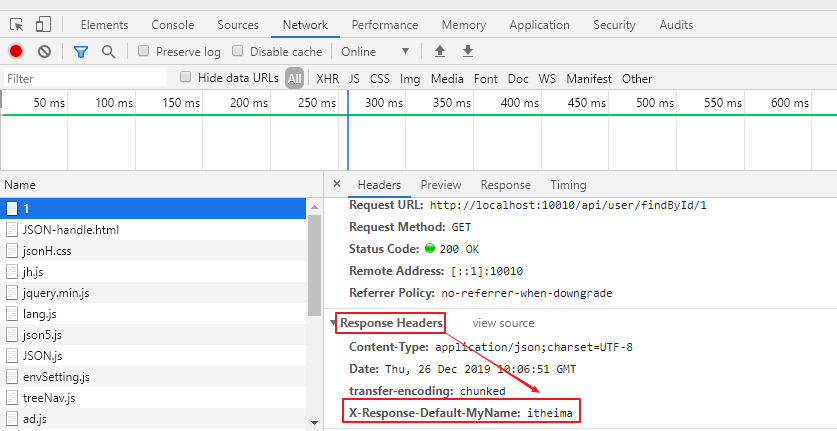 Elements Console Sources Network Performance Memory Application Security Audits
Preserve log Disable cache Online
Filter Hide data URLs All XHR JS CSS Img Media Font Doc WS Manifest Other
50 ms 100 ms 150 ms 200 ms 250 ms 300 ms 350 ms 400 ms 450 ms 500 ms 550 ms 600 ms
Name
1
JSON-handle.html
jsonH.css
jh.js
jquery.min.js
lang.js
json5.js
JSON.js
envSetting.js
treeNav.js
ad.js
× Headers Preview Response Timing
Request URL: http://localhost:10010/api/user/findById/1
Request Method: GET
Status Code: 200 OK
Remote Address: [::1]:10010
Referrer Policy: no-referrer-when-downgrade
Response Headers view source
Content-Type: application/json;charset=UTF-8
Date: Thu, 26 Dec 2019 10:06:51 GMT
transfer-encoding: chunked
X-Response-Default-MyName: itheima